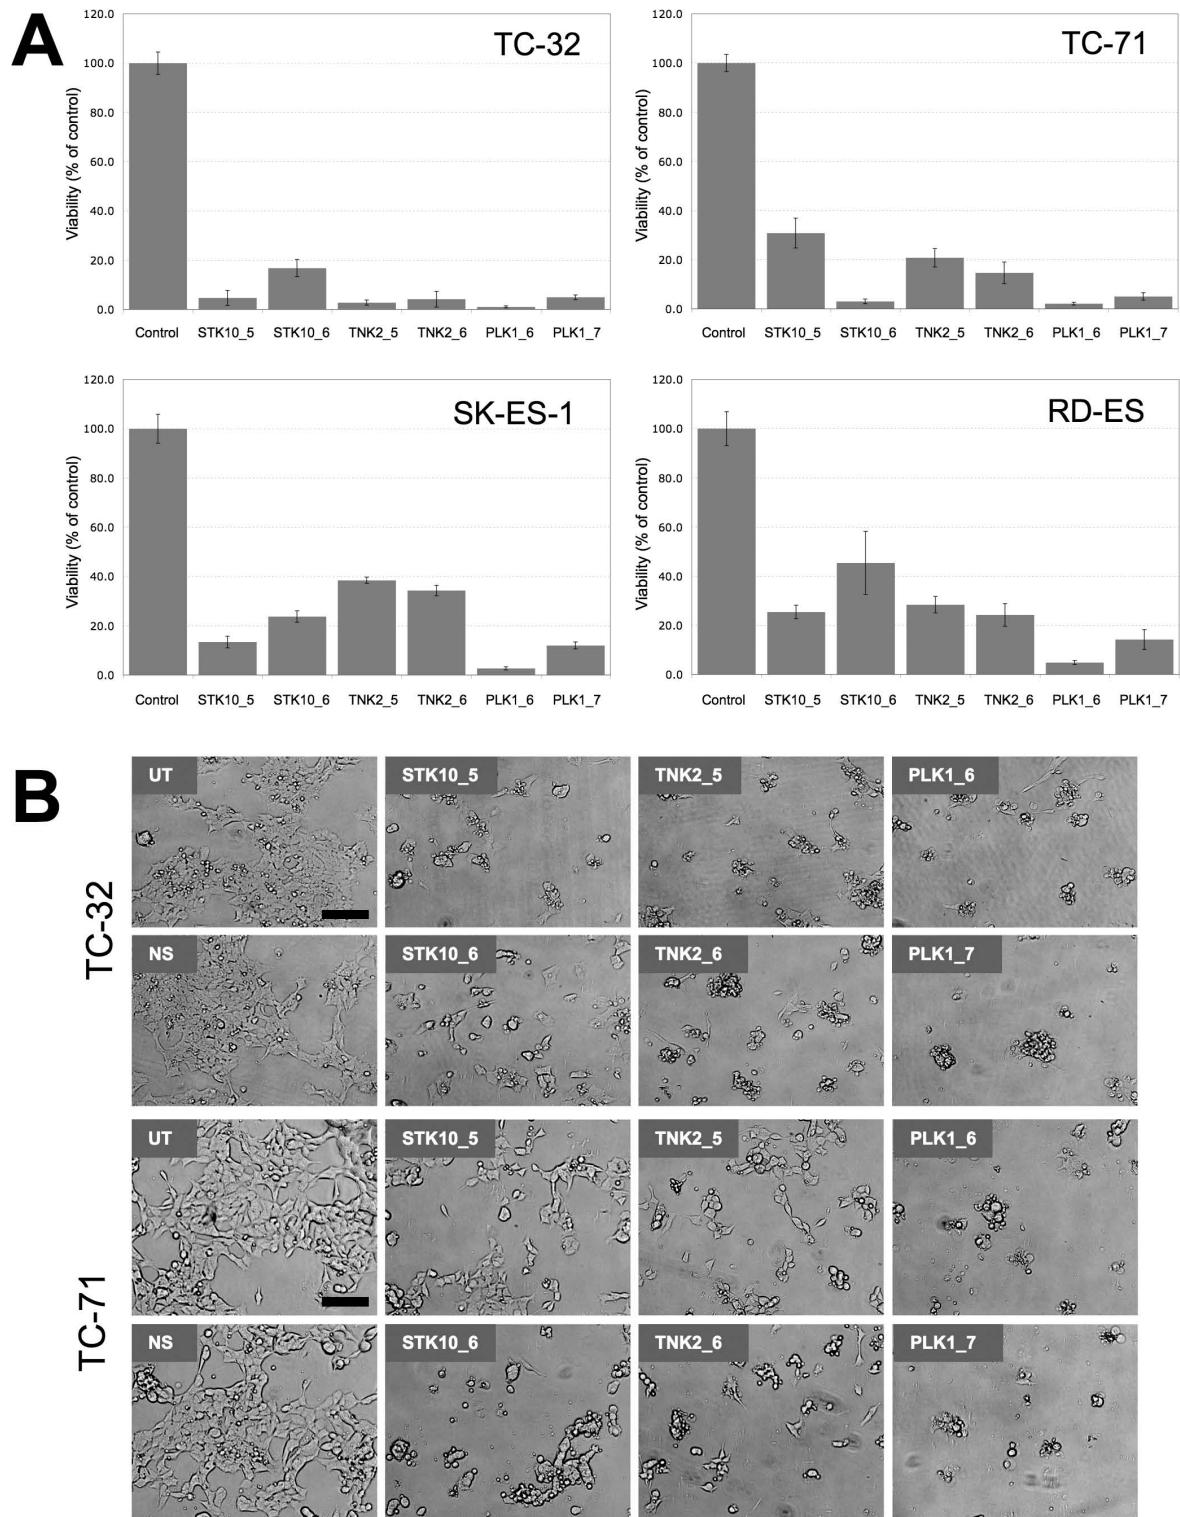 A
TC-32
Viability (% of control)
120.0
100.0
80.0
60.0
40.0
20.0
0.0
Control STK10_5 STK10_6 TNK2_5 TNK2_6 PLK1_6 PLK1_7
TC-71
Viability (% of control)
120.0
100.0
80.0
60.0
40.0
20.0
0.0
Control STK10_5 STK10_6 TNK2_5 TNK2_6 PLK1_6 PLK1_7
SK-ES-1
Viability (% of control)
120.0
100.0
80.0
60.0
40.0
20.0
0.0
Control STK10_5 STK10_6 TNK2_5 TNK2_6 PLK1_6 PLK1_7
RD-ES
Viability (% of control)
120.0
100.0
80.0
60.0
40.0
20.0
0.0
Control STK10_5 STK10_6 TNK2_5 TNK2_6 PLK1_6 PLK1_7
B
TC-32
UT STK10_5 TNK2_5 PLK1_6
NS STK10_6 TNK2_6 PLK1_7
TC-71
UT STK10_5 TNK2_5 PLK1_6
NS STK10_6 TNK2_6 PLK1_7